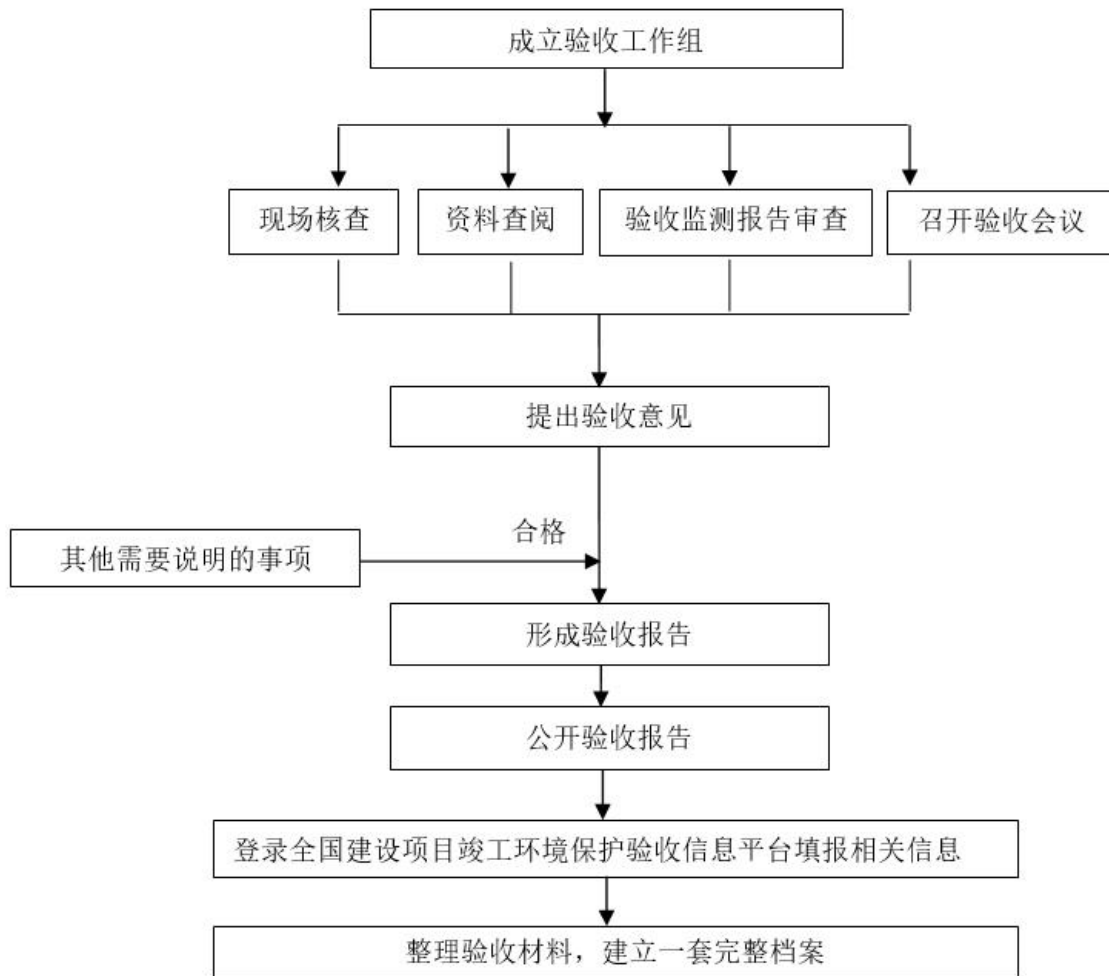 成立验收工作组
现场核查
资料查阅
验收监测报告审查
召开验收会议
提出验收意见
合格
其他需要说明的事项
形成验收报告
公开验收报告
登录全国建设项目竣工环境保护验收信息平台填报相关信息
整理验收材料，建立一套完整档案